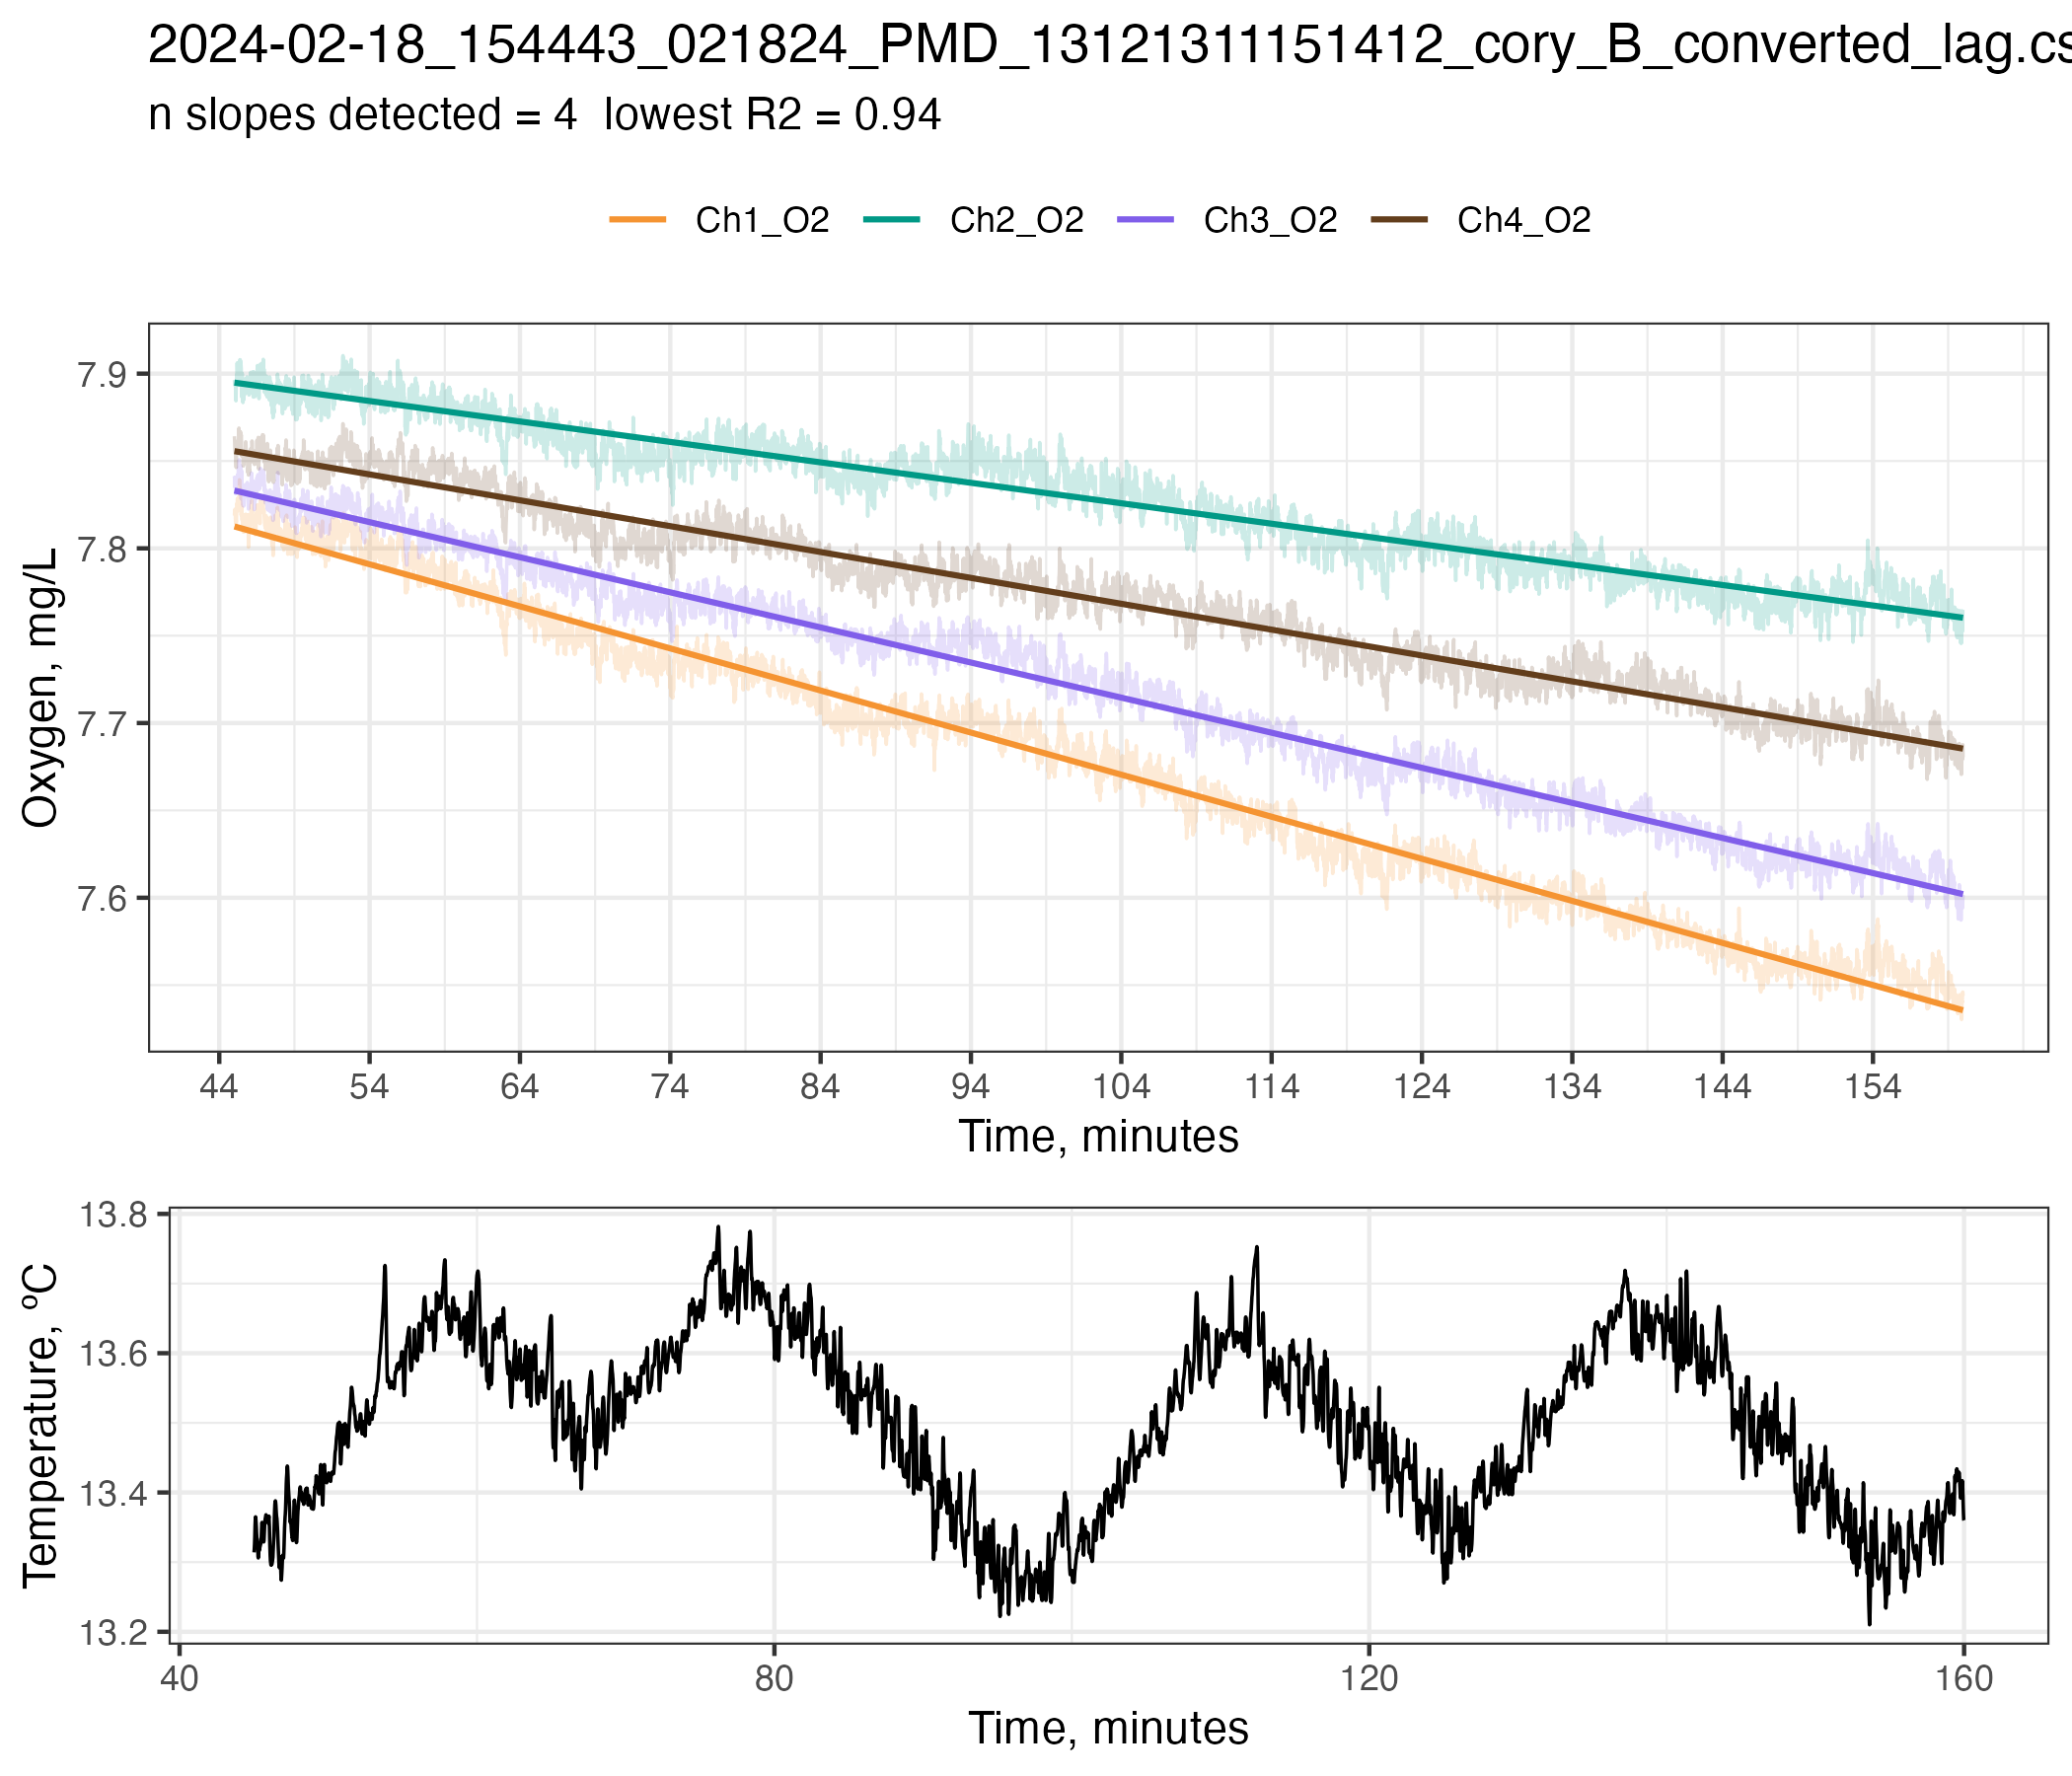 2024-02-18_154443_021824_PMD_13121311151412_cory_B_converted_lag.cs
n slopes detected = 4 lowest R2 = 0.94
Ch1_O2 Ch2_O2 Ch3_O2 Ch4_O2
7.9
7.8
7.7
7.6
Oxygen, mg/L
44 54 64 74 84 94 104 114 124 134 144 154
Time, minutes
13.8
13.6
13.4
13.2
Temperature, ºC
40 80 120 160
Time, minutes